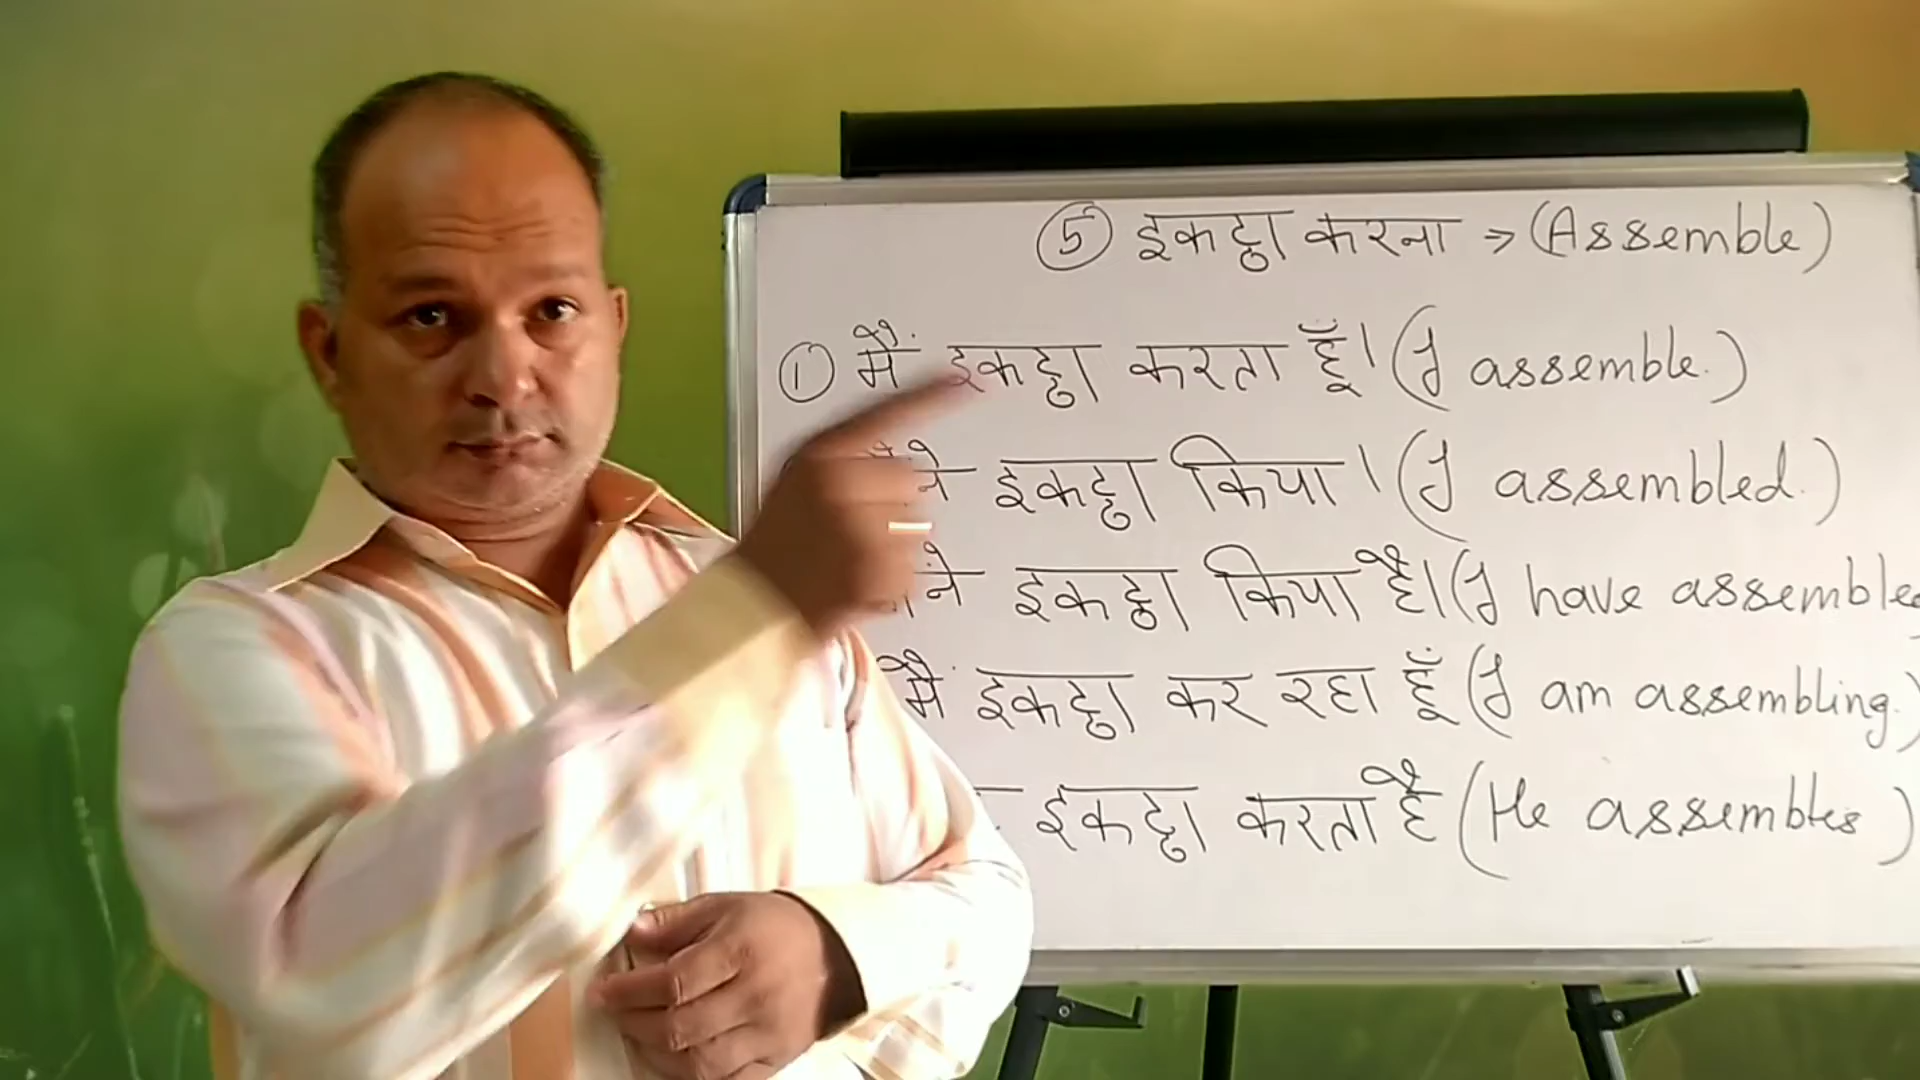 ⑤ इकट्ठा करना → (Assemble)
① मैं इकट्ठा करता हूँ। (I assemble.)
इकट्ठा किया। (I assembled.)
इकट्ठा किया है। (I have assembled
मैं इकट्ठा कर रहा हूँ (I am assembling.)
इकट्ठा करता है (He assembles)